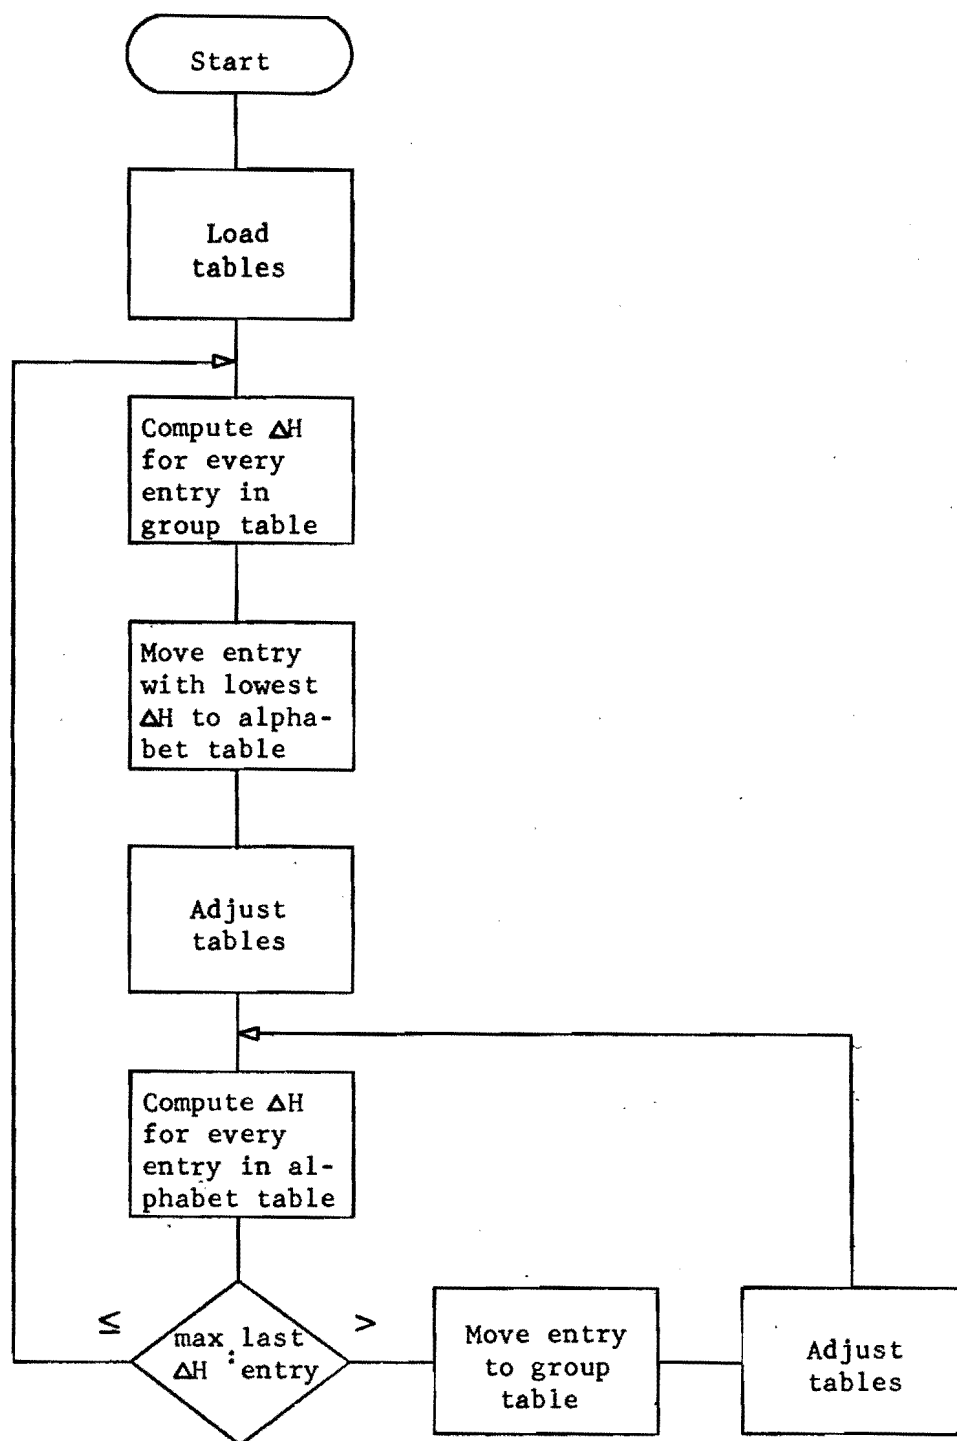 Start
Load
tables
Compute ΔH
for every
entry in
group table
Move entry
with lowest
ΔH to alpha-
bet table
Adjust
tables
Compute ΔH
for every
entry in al-
phabet table
≤
max : last
ΔH entry
>
Move entry
to group
table
Adjust
tables